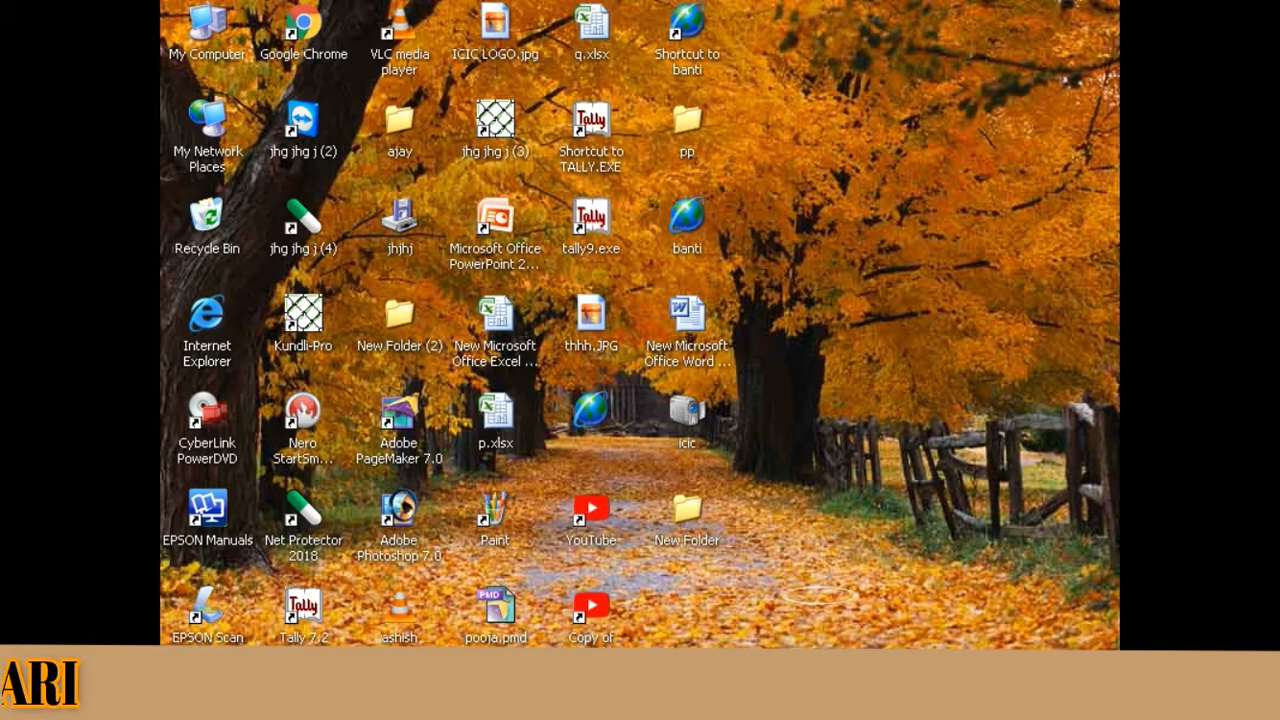 My Computer
Google Chrome
VLC media
player
ICIC LOGO.jpg
q.xlsx
Shortcut to
banti
My Network
Places
jhg jhg j (2)
ajay
jhg jhg j (3)
Tally
Shortcut to
TALLY.EXE
pp
Recycle Bin
jhg jhg j (4)
jhjhj
Microsoft Office
PowerPoint 2...
Tally
tally9.exe
banti
Internet
Explorer
Kundli-Pro
New Folder (2)
New Microsoft
Office Excel ...
thhh.JPG
New Microsoft
Office Word ...
CyberLink
PowerDVD
Nero
StartSm...
Adobe
PageMaker 7.0
p.xlsx
icic
EPSON Manuals
Net Protector
2018
Adobe
Photoshop 7.0
Paint
YouTube
New Folder
EPSON Scan
Tally
Tally 7.2
ashish
PMD
pooja.pmd
Copy of
ARI